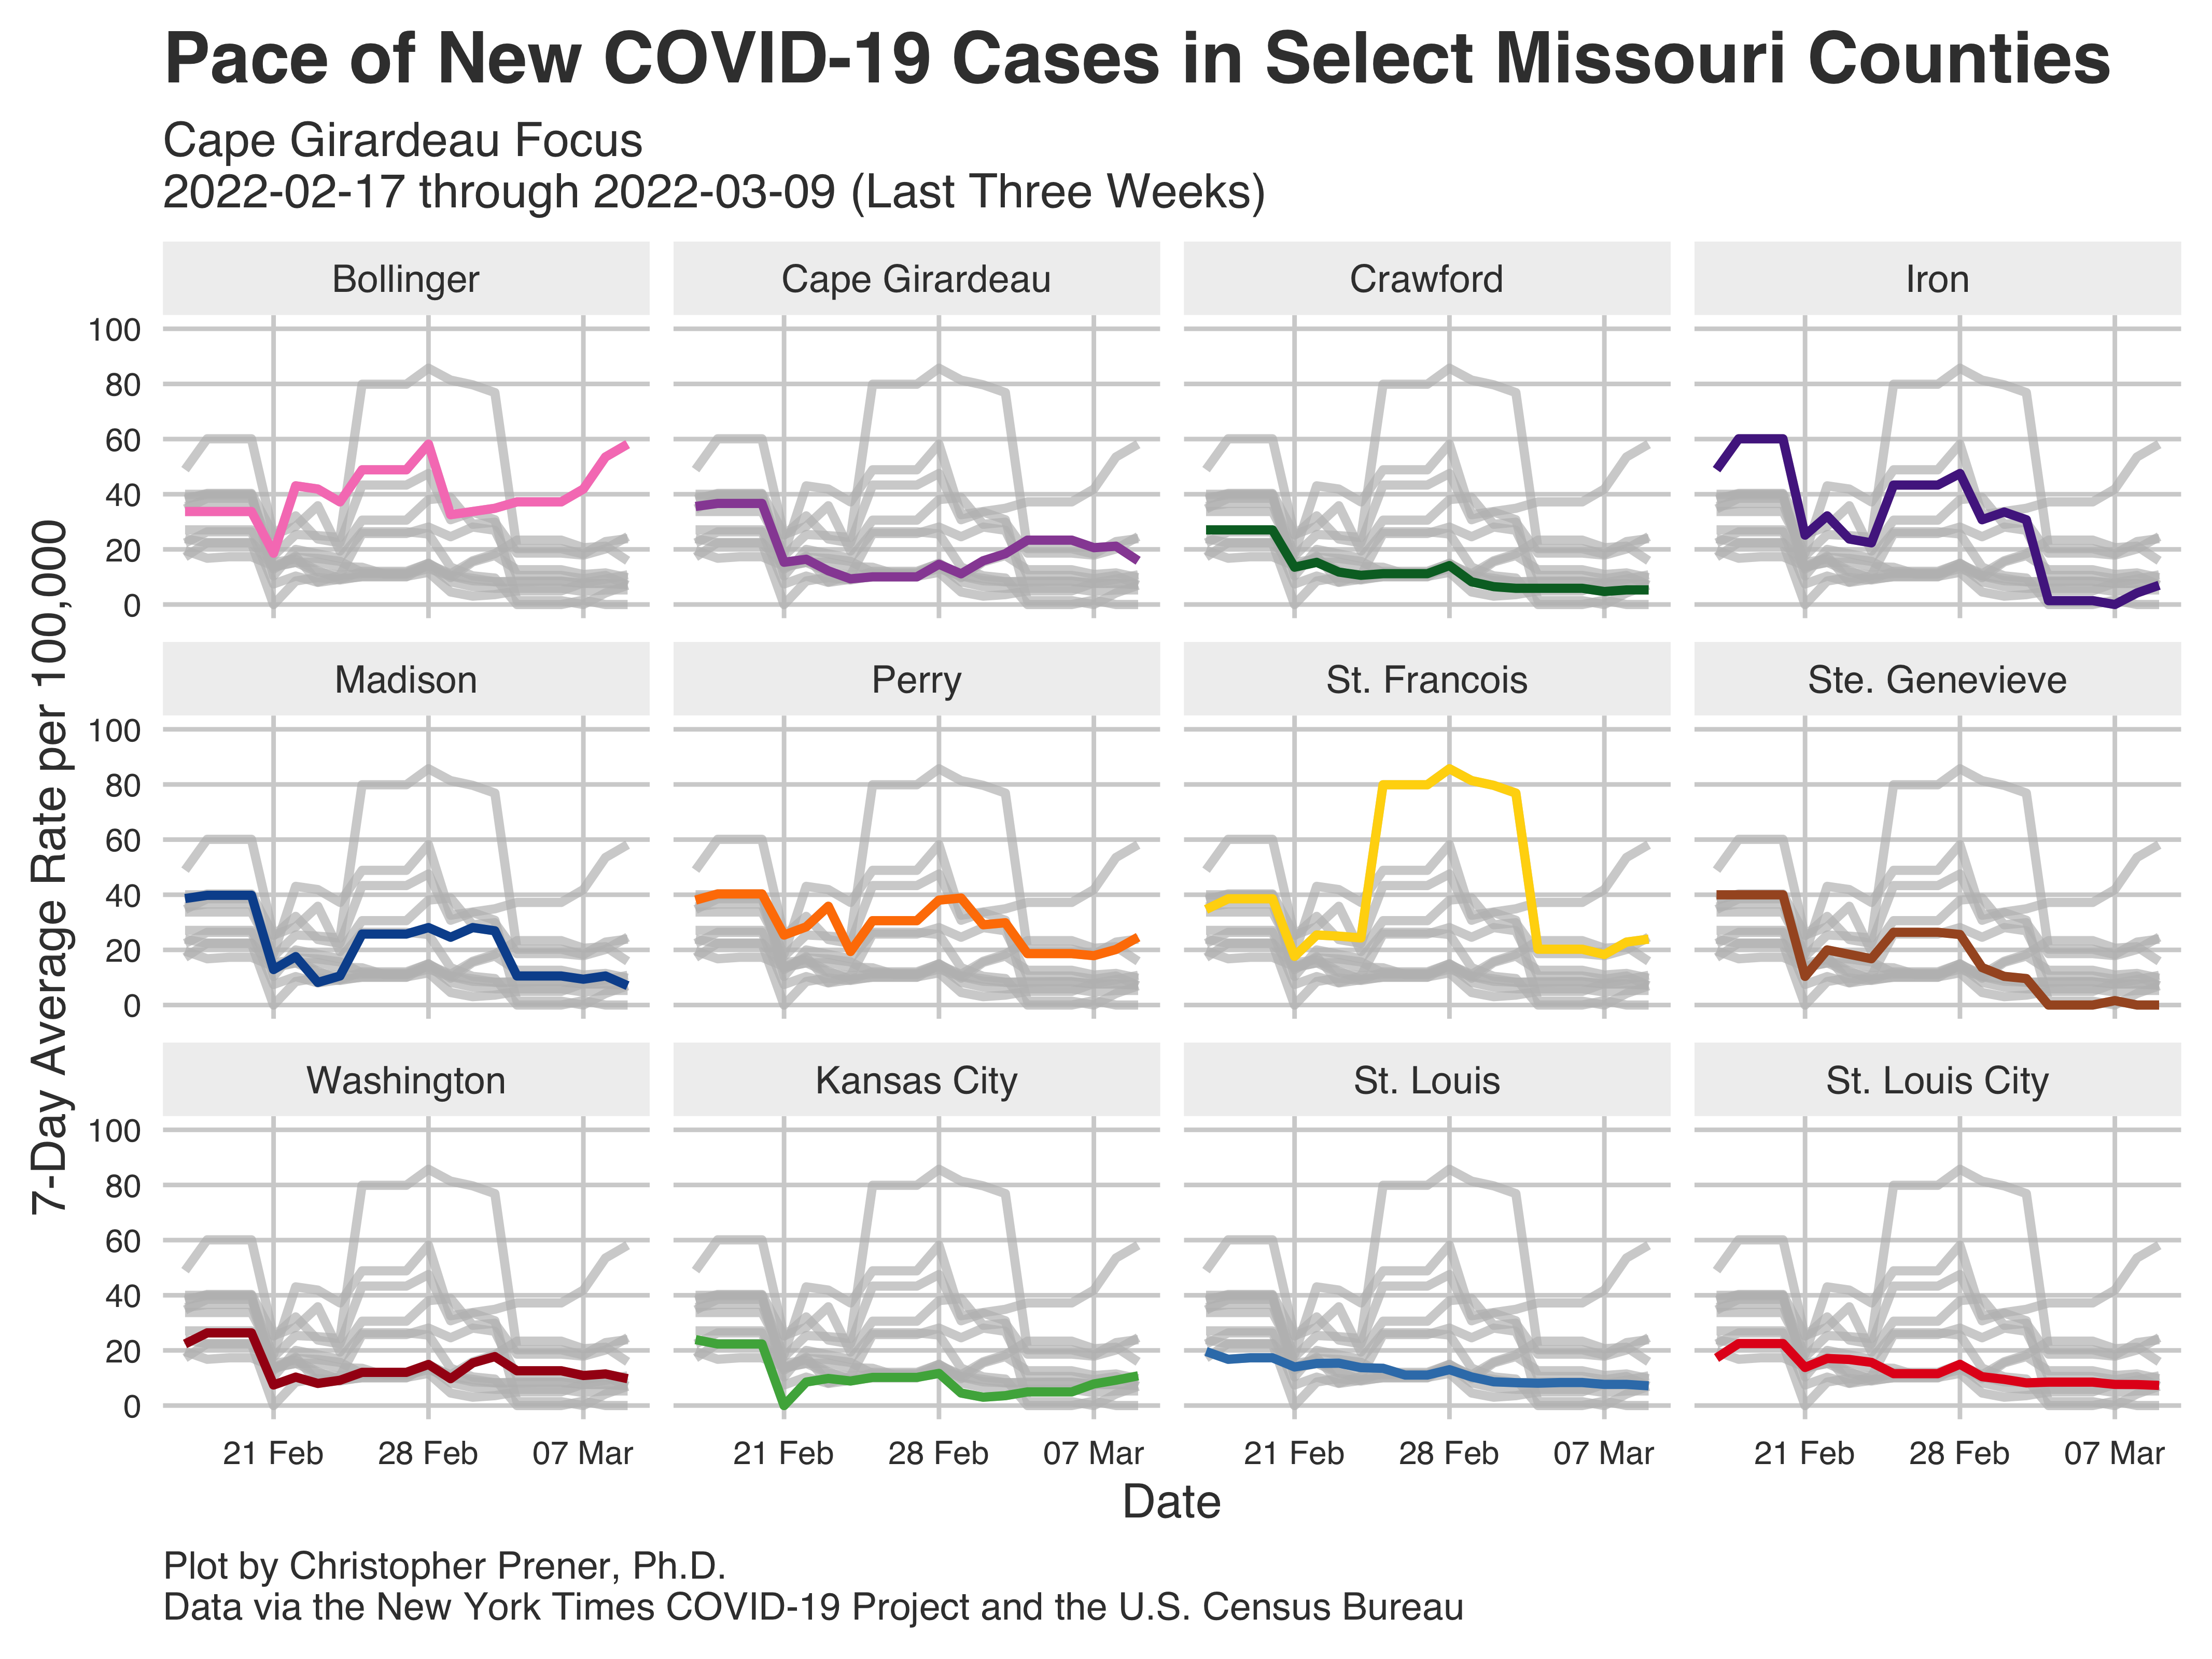 Pace of New COVID-19 Cases in Select Missouri Counties
Cape Girardeau Focus
2022-02-17 through 2022-03-09 (Last Three Weeks)
7-Day Average Rate per 100,000
Bollinger
Cape Girardeau
Crawford
Iron
100
80
60
40
20
0
Madison
Perry
St. Francois
Ste. Genevieve
100
80
60
40
20
0
Washington
Kansas City
St. Louis
St. Louis City
100
80
60
40
20
0
21 Feb
28 Feb
07 Mar
21 Feb
28 Feb
07 Mar
21 Feb
28 Feb
07 Mar
21 Feb
28 Feb
07 Mar
Date
Plot by Christopher Prener, Ph.D.
Data via the New York Times COVID-19 Project and the U.S. Census Bureau